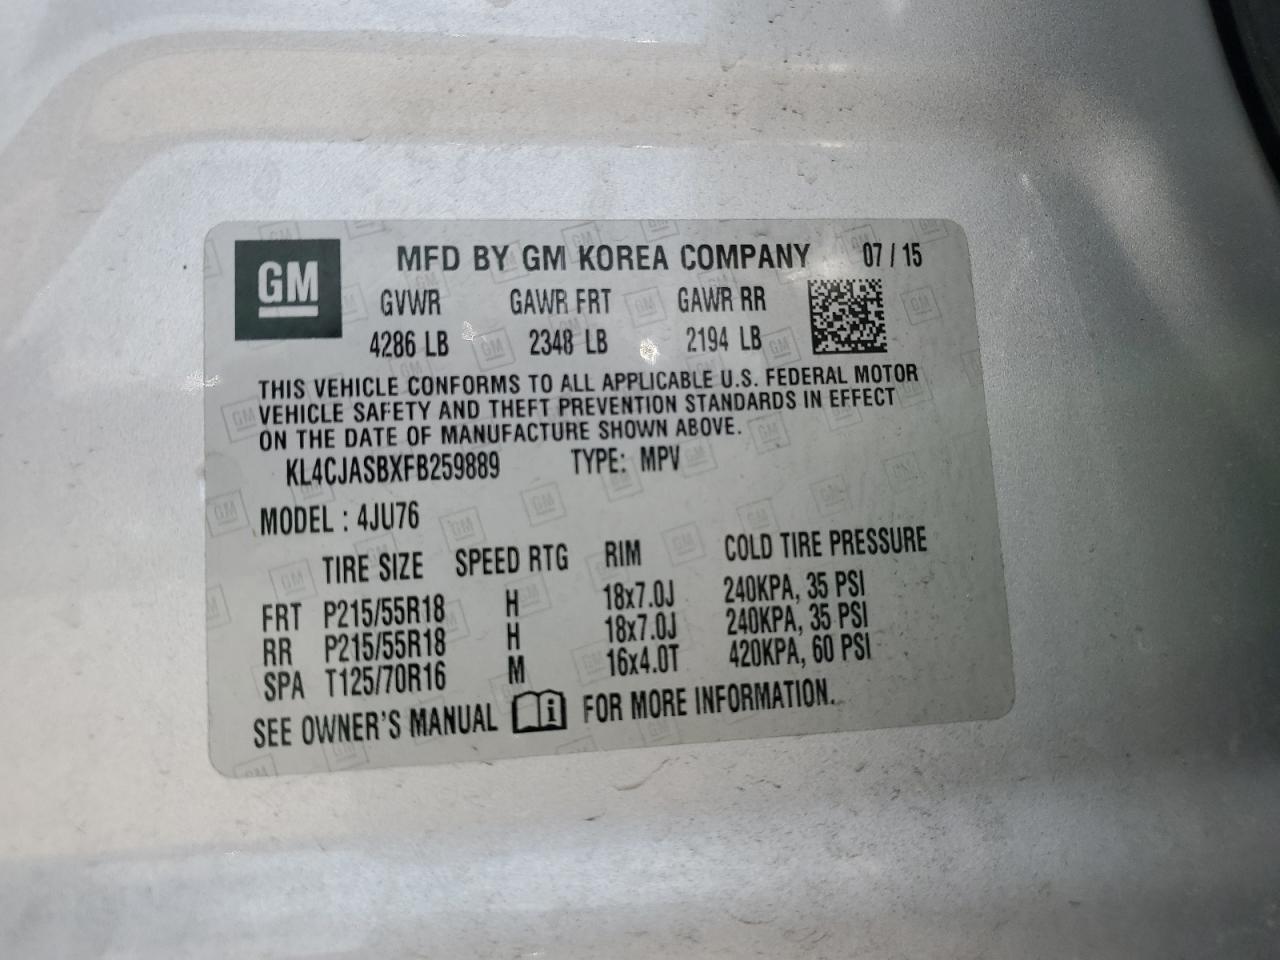 GM MFD BY GM KOREA COMPANY 07 / 15
GVWR GAWR FRT GAWR RR
4286 LB 2348 LB 2194 LB
THIS VEHICLE CONFORMS TO ALL APPLICABLE U.S. FEDERAL MOTOR
VEHICLE SAFETY AND THEFT PREVENTION STANDARDS IN EFFECT
ON THE DATE OF MANUFACTURE SHOWN ABOVE.
KL4CJASBXFB259889 TYPE: MPV
MODEL : 4JU76
TIRE SIZE SPEED RTG RIM COLD TIRE PRESSURE
FRT P215/55R18 H 18x7.0J 240KPA, 35 PSI
RR P215/55R18 H 18x7.0J 240KPA, 35 PSI
SPA T125/70R16 M 16x4.0T 420KPA, 60 PSI
SEE OWNER'S MANUAL i FOR MORE INFORMATION.